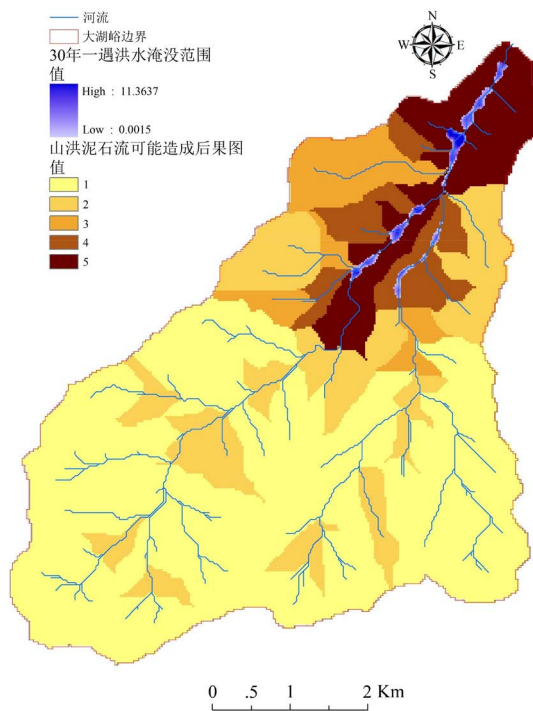 河流
大湖峪边界
30年一遇洪水淹没范围
值
High : 11.3637
Low : 0.0015
山洪泥石流可能造成后果图
值
1
2
3
4
5
N
W E
S
0 .5 1 2 Km